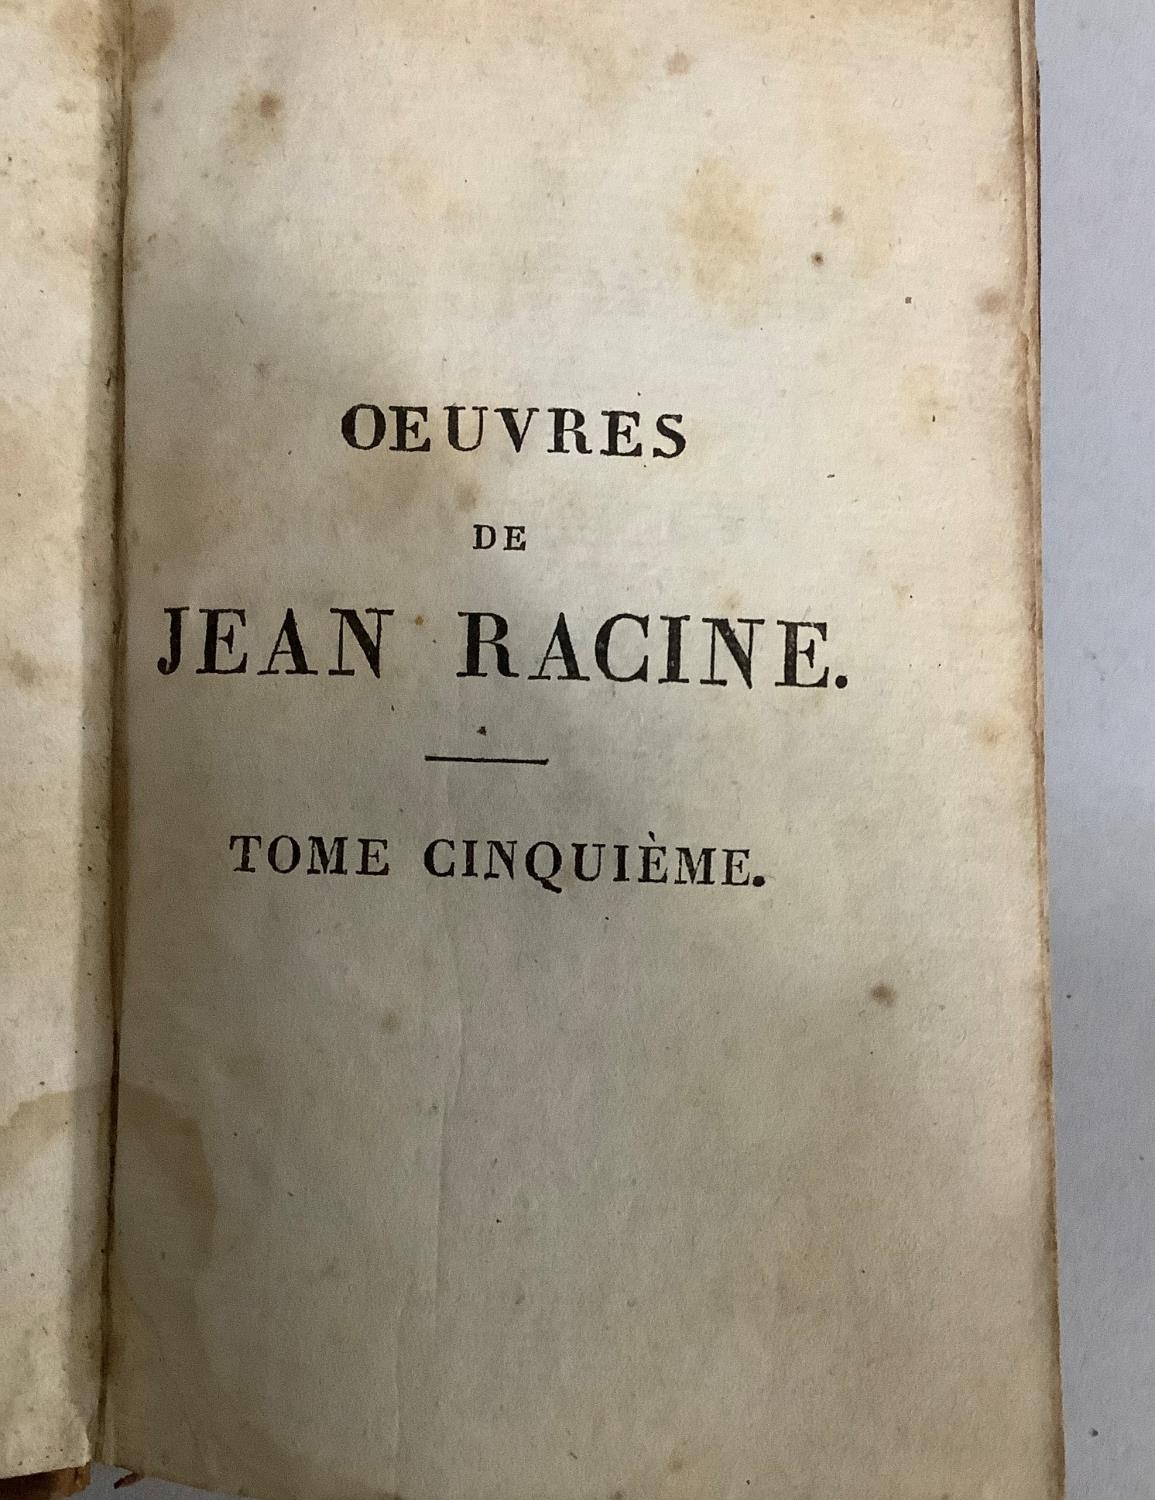 OEUVRES
DE
JEAN RACINE.
TOME CINQUIÈME.